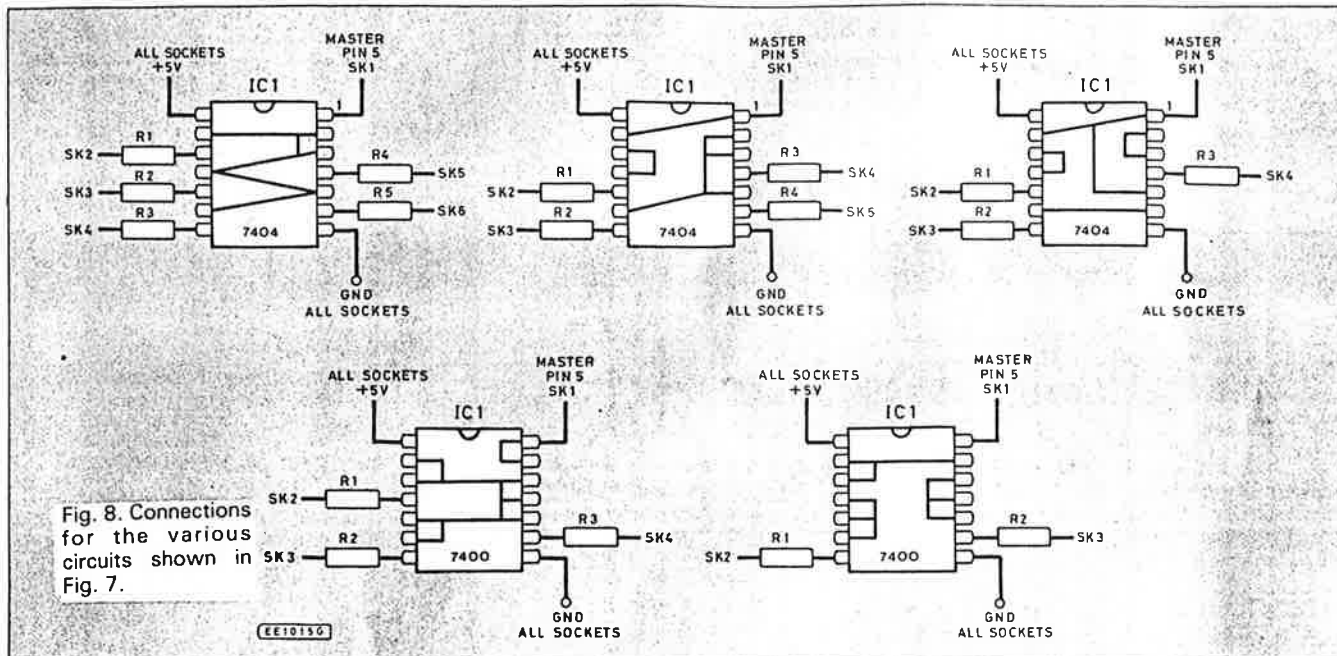 ALL SOCKETS
+5V
MASTER
PIN 5
SK1
IC1
1
R1
SK2
R2
SK3
R3
SK4
R4
SK5
R5
SK6
7404
GND
ALL SOCKETS
ALL SOCKETS
+5V
MASTER
PIN 5
SK1
IC1
1
R1
SK2
R2
SK3
R3
SK4
R4
SK5
7404
GND
ALL SOCKETS
ALL SOCKETS
+5V
MASTER
PIN 5
SK1
IC1
1
R1
SK2
R2
SK3
R3
SK4
7404
GND
ALL SOCKETS
ALL SOCKETS
+5V
MASTER
PIN 5
SK1
IC1
R1
SK2
R2
SK3
R3
SK4
7400
GND
ALL SOCKETS
ALL SOCKETS
+5V
MASTER
PIN 5
SK1
IC1
R1
SK2
R2
SK3
7400
GND
ALL SOCKETS
Fig. 8. Connections
for the various
circuits shown in
Fig. 7.
EE1015G